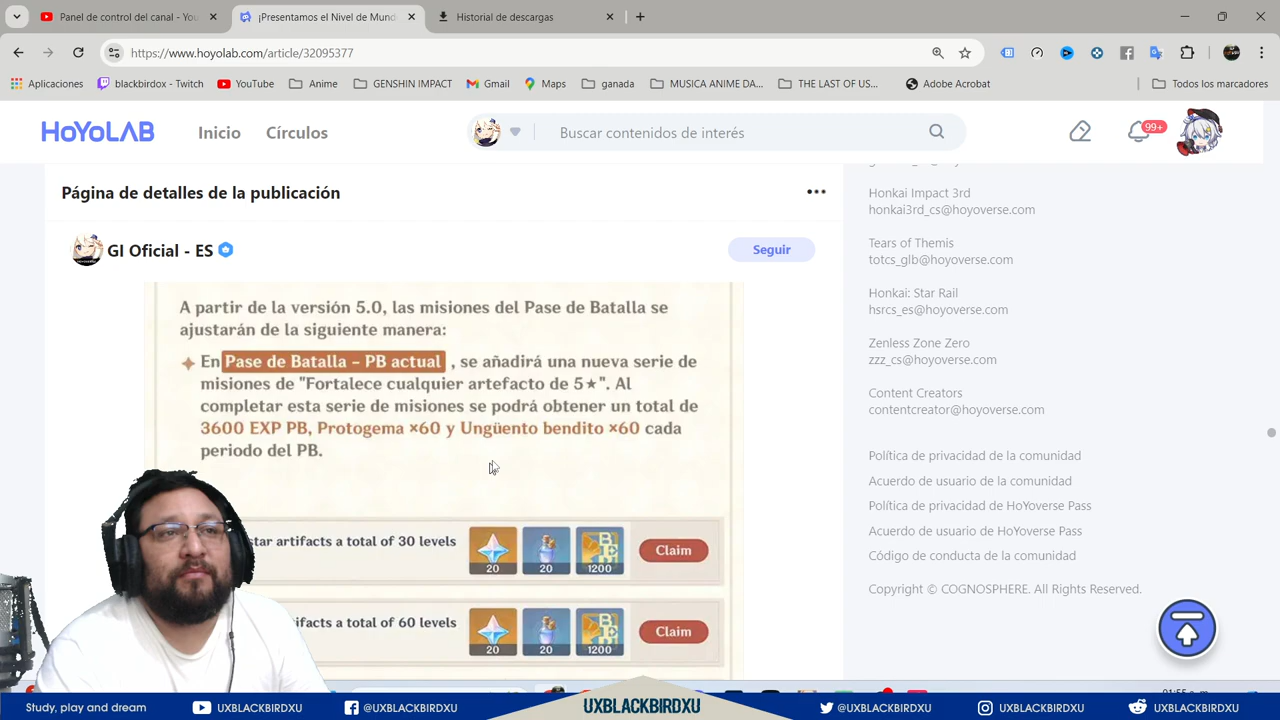 Panel de control del canal - You
¡Presentamos el Nivel de Mund
Historial de descargas
https://www.hoyolab.com/article/32095377
Aplicaciones
blackbirdox - Twitch
YouTube
Anime
GENSHIN IMPACT
Gmail
Maps
ganada
MUSICA ANIME DA...
THE LAST OF US...
Adobe Acrobat
Todos los marcadores
HoYoLAB
Inicio
Círculos
Buscar contenidos de interés
99+
Página de detalles de la publicación
GI Oficial - ES
Seguir
A partir de la versión 5.0, las misiones del Pase de Batalla se
ajustarán de la siguiente manera:
En Pase de Batalla – PB actual , se añadirá una nueva serie de
misiones de "Fortalece cualquier artefacto de 5★". Al
completar esta serie de misiones se podrá obtener un total de
3600 EXP PB, Protogema ×60 y Ungüento bendito ×60 cada
periodo del PB.
star artifacts a total of 30 levels
20
20
1200
Claim
ifacts a total of 60 levels
20
20
1200
Claim
Honkai Impact 3rd
honkai3rd_cs@hoyoverse.com
Tears of Themis
totcs_glb@hoyoverse.com
Honkai: Star Rail
hsrcs_es@hoyoverse.com
Zenless Zone Zero
zzz_cs@hoyoverse.com
Content Creators
contentcreator@hoyoverse.com
Política de privacidad de la comunidad
Acuerdo de usuario de la comunidad
Política de privacidad de HoYoverse Pass
Acuerdo de usuario de HoYoverse Pass
Código de conducta de la comunidad
Copyright © COGNOSPHERE. All Rights Reserved.
Study, play and dream
UXBLACKBIRDXU
@UXBLACKBIRDXU
UXBLACKBIRDXU
@UXBLACKBIRDXU
UXBLACKBIRDXU
UXBLACKBIRDXU